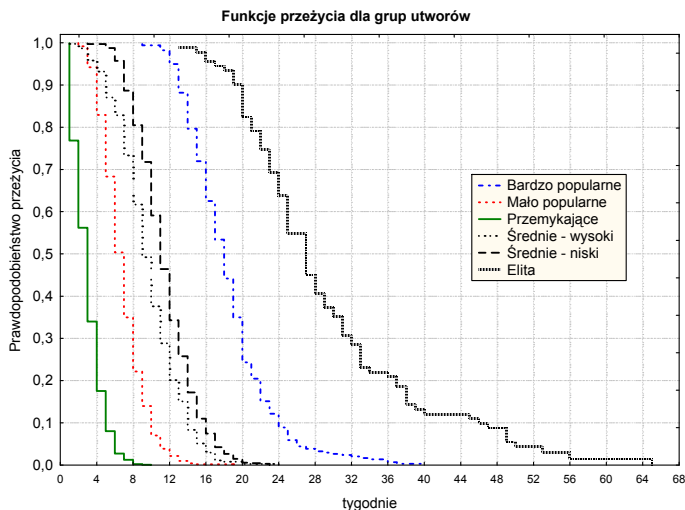 Funkcje przeżycia dla grup utworów
1,0
0,9
0,8
0,7
0,6
0,5
0,4
0,3
0,2
0,1
0,0
Prawdopodobieństwo przeżycia
Bardzo popularne
Mało popularne
Przemykające
Średnie - wysoki
Średnie - niski
Elita
0 4 8 12 16 20 24 28 32 36 40 44 48 52 56 60 64 68
tygodnie